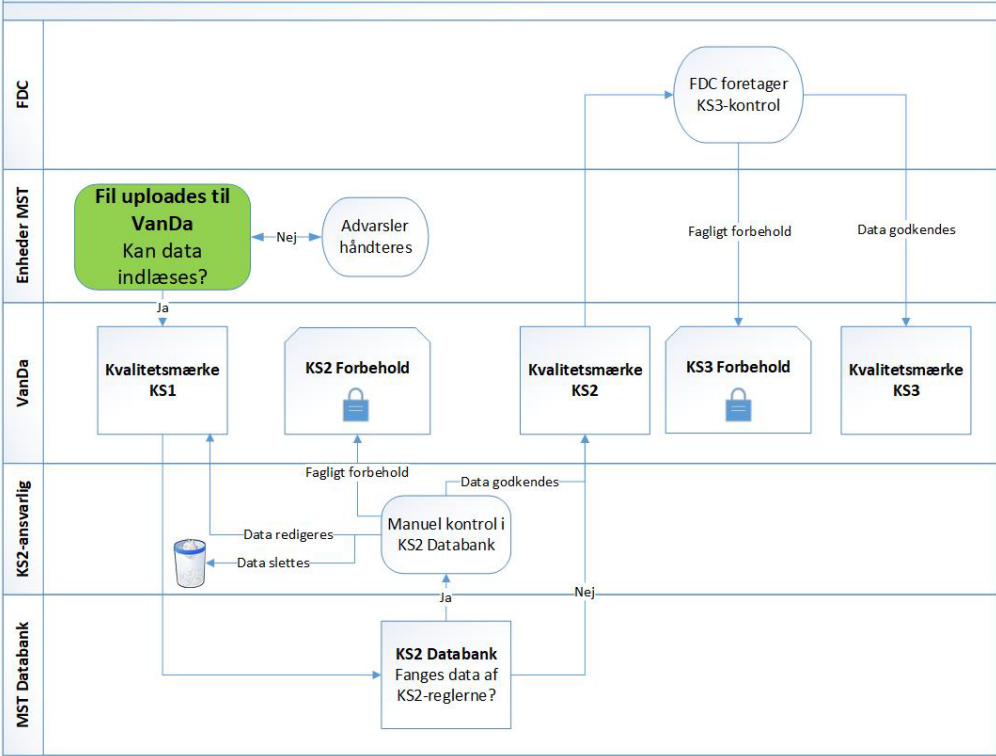 FDC
FDC foretager
KS3-kontrol
Enheder MST
Fil uploades til
VanDa
Kan data
indlæses?
Nej
Advarsler
håndteres
Fagligt forbehold
Data godkendes
Ja
VanDa
Kvalitetsmærke
KS1
KS2 Forbehold
Kvalitetsmærke
KS2
KS3 Forbehold
Kvalitetsmærke
KS3
KS2-ansvarlig
Fagligt forbehold
Data godkendes
Manuel kontrol i
KS2 Databank
Data redigeres
Data slettes
Ja
Nej
MST Databank
KS2 Databank
Fanges data af
KS2-reglerne?